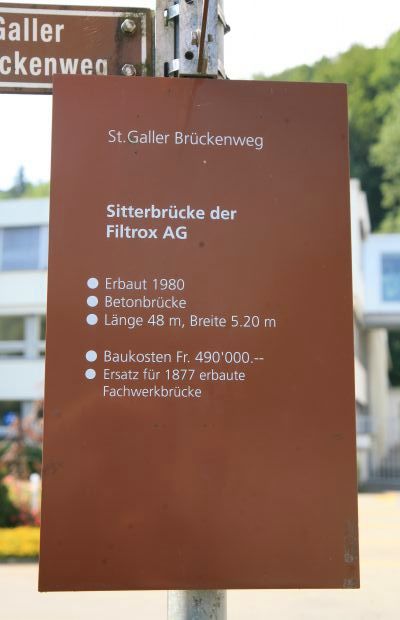 Galler
ckenweg
St.Galler Brückenweg
Sitterbrücke der
Filtrox AG
● Erbaut 1980
● Betonbrücke
● Länge 48 m, Breite 5.20 m
● Baukosten Fr. 490'000.--
● Ersatz für 1877 erbaute
Fachwerkbrücke